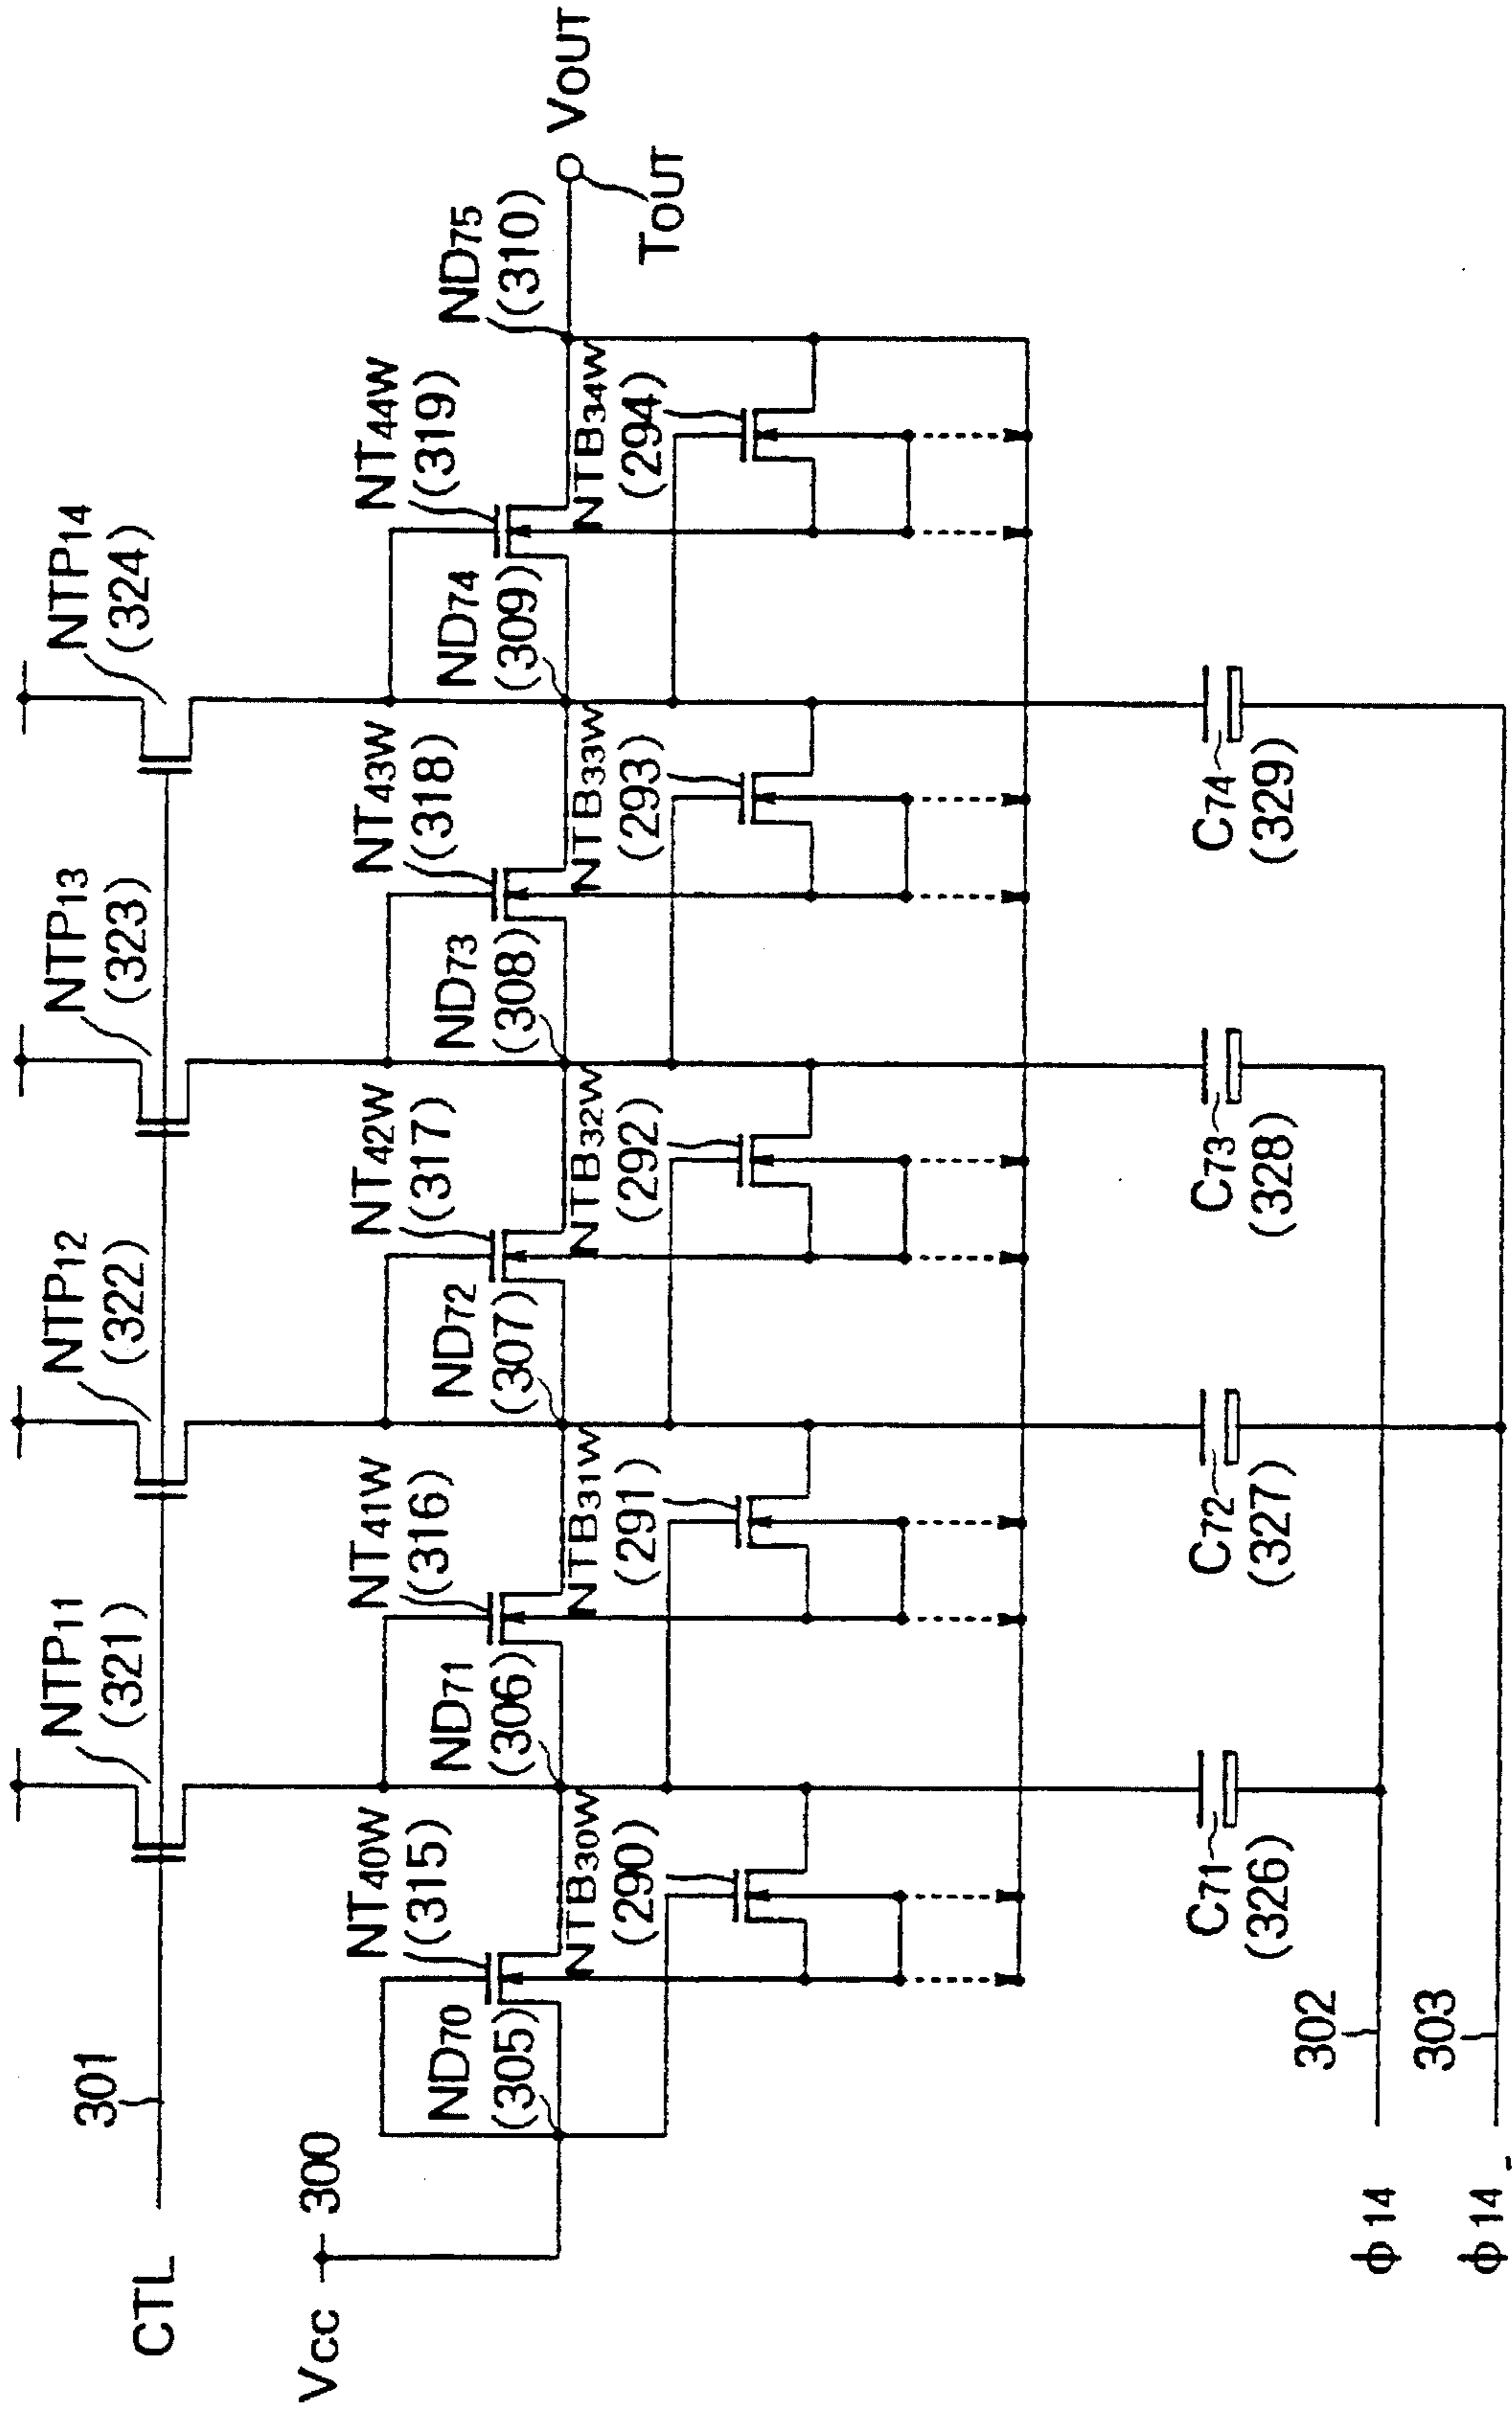 CTL
301
NTP11
(321)
NTP12
(322)
NTP13
(323)
NTP14
(324)
Vcc
300
NT40W
(315)
NT41W
(316)
NT42W
(317)
NT43W
(318)
NT44W
(319)
ND70
(305)
ND71
(306)
ND72
(307)
ND73
(308)
ND74
(309)
ND75
(310)
VOUT
TOUT
NTB30W
(290)
NTB31W
(291)
NTB32W
(292)
NTB33W
(293)
NTB34W
(294)
C71
(326)
C72
(327)
C73
(328)
C74
(329)
302
303
ϕ14
ϕ14_